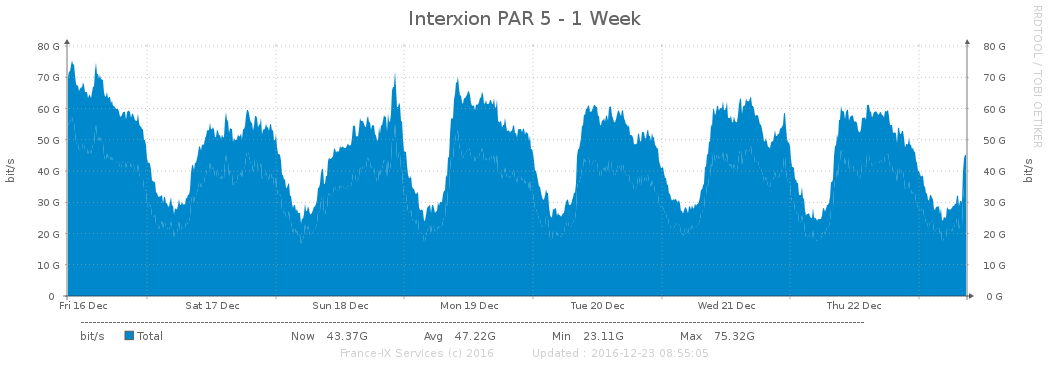 Interxion PAR 5 - 1 Week
RRDTOOL / TOBI OETIKER
80 G 80 G
70 G 70 G
60 G 60 G
50 G 50 G
40 G 40 G
30 G 30 G
20 G 20 G
10 G 10 G
0 0 G
bit/s
bit/s
Fri 16 Dec Sat 17 Dec Sun 18 Dec Mon 19 Dec Tue 20 Dec Wed 21 Dec Thu 22 Dec
bit/s Total Now 43.37G Avg 47.22G Min 23.11G Max 75.32G
France-IX Services (c) 2016 Updated : 2016-12-23 08:55:05